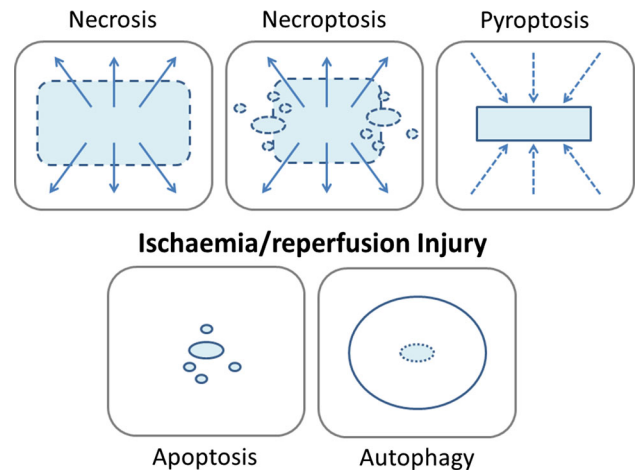 Necrosis
Necroptosis
Pyroptosis
Ischaemia/reperfusion Injury
Apoptosis
Autophagy